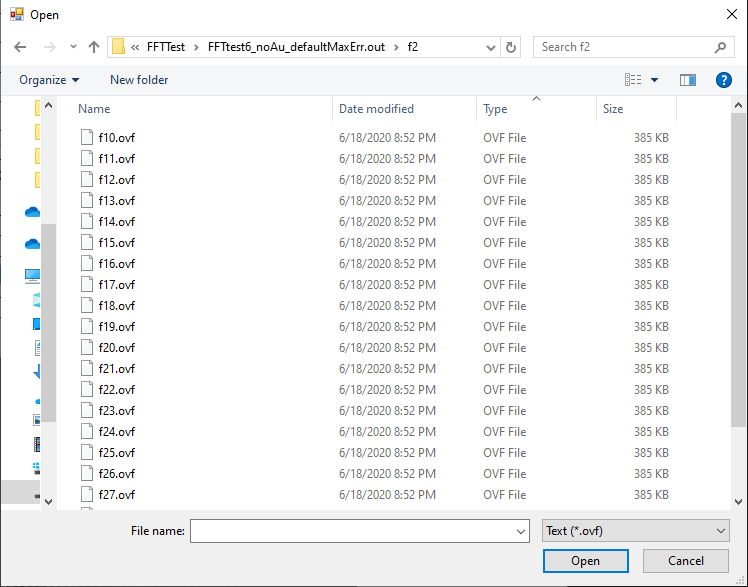 Open
« FFTTest › FFTtest6_noAu_defaultMaxErr.out › f2 Search f2
Organize New folder ?
Name Date modified Type Size
f10.ovf 6/18/2020 8:52 PM OVF File 385 KB
f11.ovf 6/18/2020 8:52 PM OVF File 385 KB
f12.ovf 6/18/2020 8:52 PM OVF File 385 KB
f13.ovf 6/18/2020 8:52 PM OVF File 385 KB
f14.ovf 6/18/2020 8:52 PM OVF File 385 KB
f15.ovf 6/18/2020 8:52 PM OVF File 385 KB
f16.ovf 6/18/2020 8:52 PM OVF File 385 KB
f17.ovf 6/18/2020 8:52 PM OVF File 385 KB
f18.ovf 6/18/2020 8:52 PM OVF File 385 KB
f19.ovf 6/18/2020 8:52 PM OVF File 385 KB
f20.ovf 6/18/2020 8:52 PM OVF File 385 KB
f21.ovf 6/18/2020 8:52 PM OVF File 385 KB
f22.ovf 6/18/2020 8:52 PM OVF File 385 KB
f23.ovf 6/18/2020 8:52 PM OVF File 385 KB
f24.ovf 6/18/2020 8:52 PM OVF File 385 KB
f25.ovf 6/18/2020 8:52 PM OVF File 385 KB
f26.ovf 6/18/2020 8:52 PM OVF File 385 KB
f27.ovf 6/18/2020 8:52 PM OVF File 385 KB
File name: Text (*.ovf)
Open Cancel